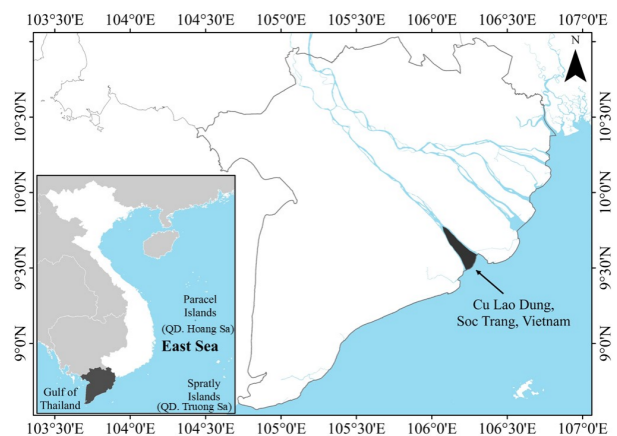 103°30'E 104°0'E 104°30'E 105°0'E 105°30'E 106°0'E 106°30'E 107°0'E
N
10°30'N
10°30'N
10°0'N
10°0'N
9°30'N
9°30'N
9°0'N
9°0'N
Cu Lao Dung,
Soc Trang, Vietnam
Paracel
Islands
(QD. Hoang Sa)
East Sea
Spratly
Islands
(QD. Truong Sa)
Gulf of
Thailand
103°30'E 104°0'E 104°30'E 105°0'E 105°30'E 106°0'E 106°30'E 107°0'E